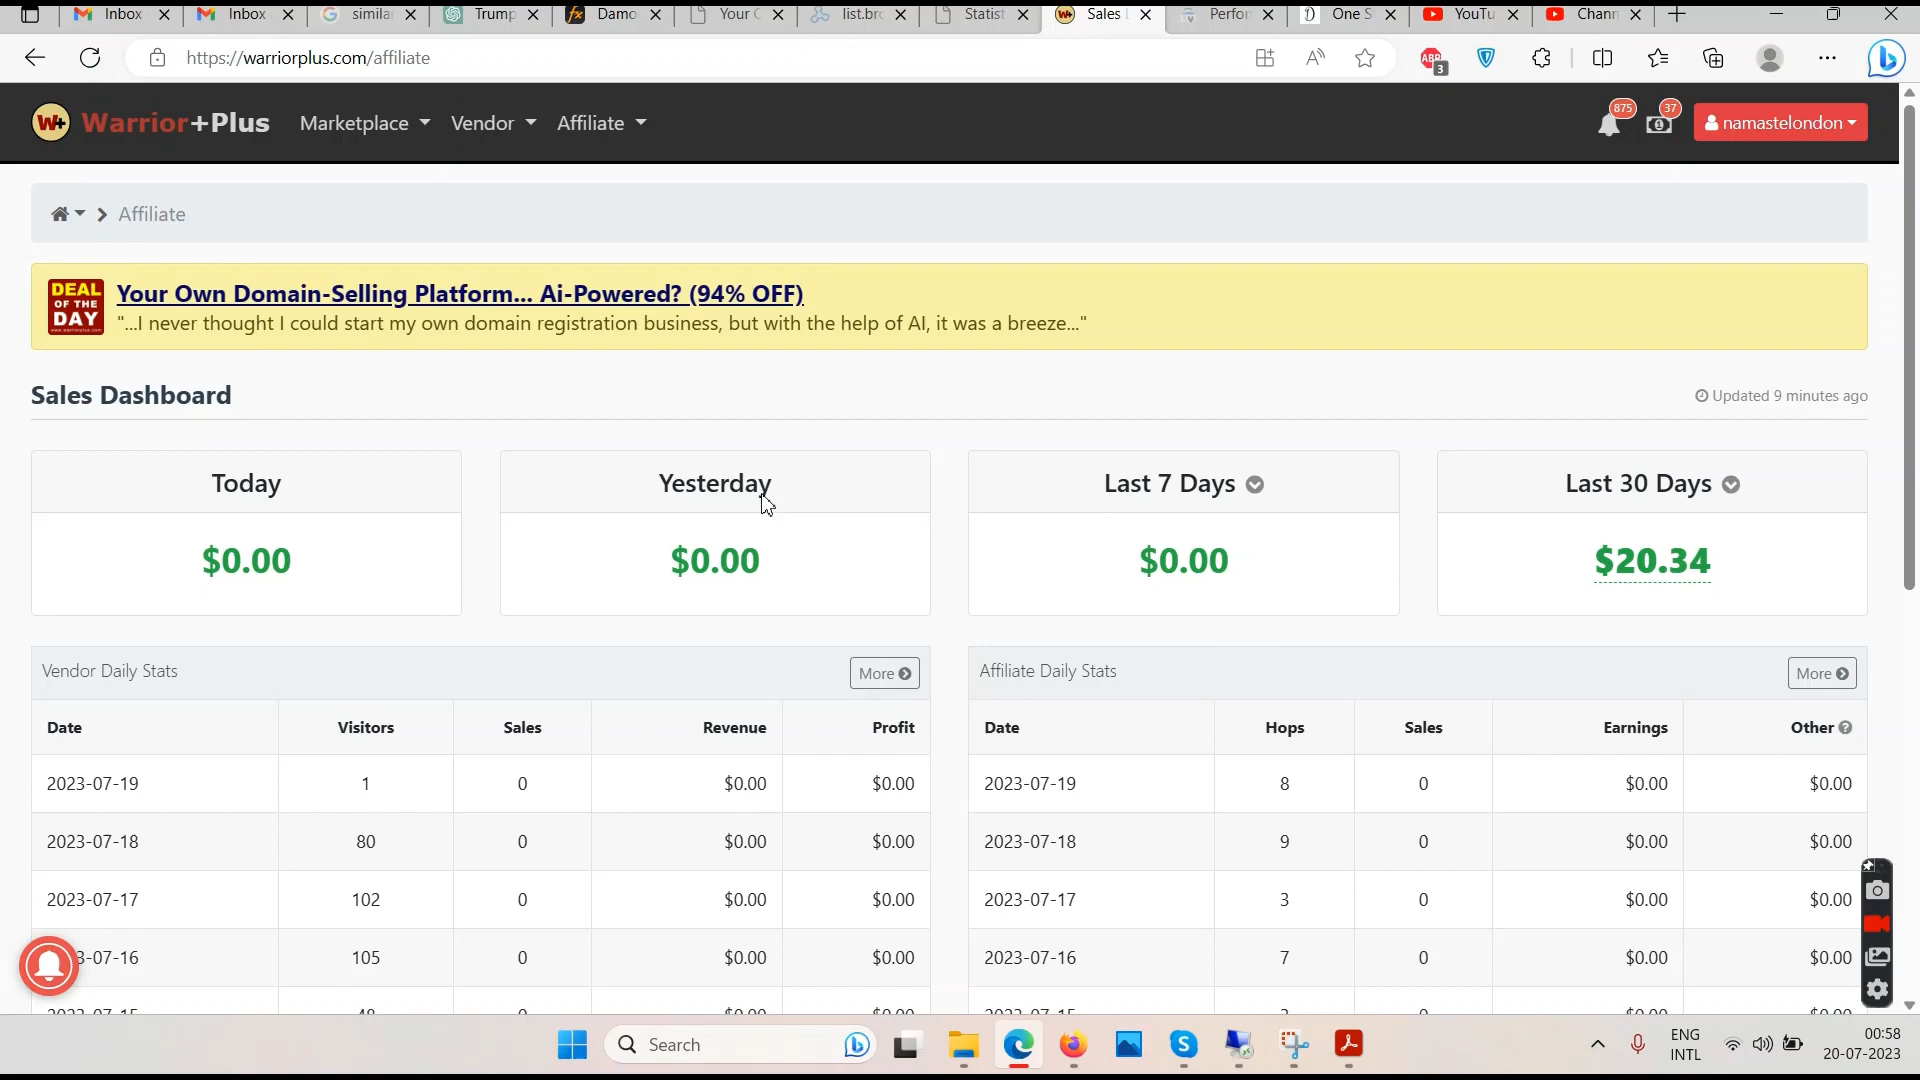 Inbox
Inbox
simila
Trump
Damo
Your C
list.bro
Statist
Sales
Perfor
One S
YouTu
Chann
https://warriorplus.com/affiliate
ABP
3
W+ Warrior+Plus
Marketplace
Vendor
Affiliate
875
37
namastelondon
Affiliate
DEAL
OF THE
DAY
Your Own Domain-Selling Platform... Ai-Powered? (94% OFF)
"...I never thought I could start my own domain registration business, but with the help of AI, it was a breeze..."
Sales Dashboard
Updated 9 minutes ago
Today
$0.00
Yesterday
$0.00
Last 7 Days
$0.00
Last 30 Days
$20.34
Vendor Daily Stats
More
Date Visitors Sales Revenue Profit
2023-07-19 1 0 $0.00 $0.00
2023-07-18 80 0 $0.00 $0.00
2023-07-17 102 0 $0.00 $0.00
3-07-16 105 0 $0.00 $0.00
Affiliate Daily Stats
More
Date Hops Sales Earnings Other
2023-07-19 8 0 $0.00 $0.00
2023-07-18 9 0 $0.00 $0.00
2023-07-17 3 0 $0.00 $0.00
2023-07-16 7 0 $0.00 $0.00
Search
ENG
INTL
00:58
20-07-2023